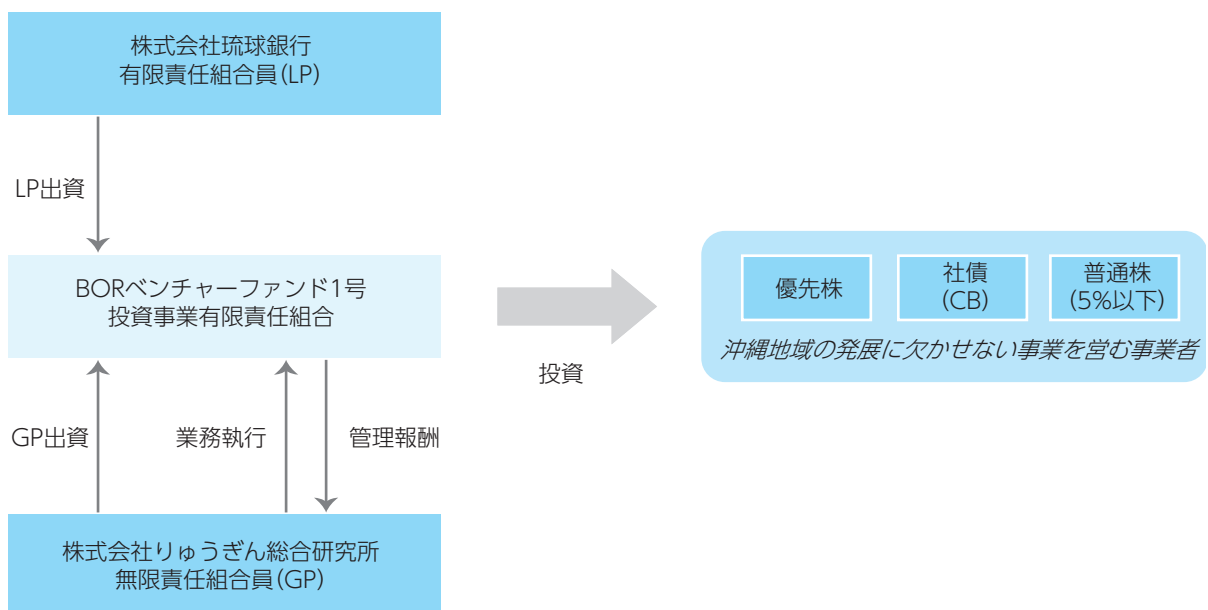 株式会社琉球銀行
有限責任組合員(LP)
LP出資
BORベンチャーファンド1号
投資事業有限責任組合
GP出資
業務執行
管理報酬
株式会社りゅうぎん総合研究所
無限責任組合員(GP)
投資
優先株
社債
(CB)
普通株
(5%以下)
沖縄地域の発展に欠かせない事業を営む事業者